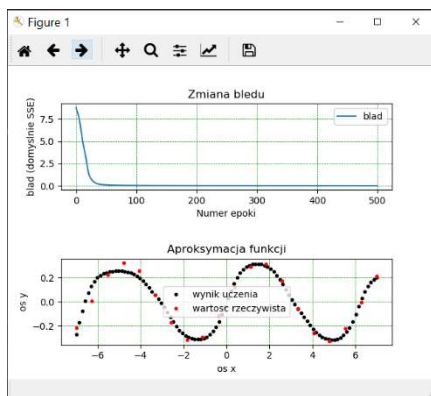 Figure 1
Zmiana bledu
blad (domyslnie SSE)
7.5
5.0
2.5
0.0
blad
0 100 200 300 400 500
Numer epoki
Aproksymacja funkcji
os y
0.2
0.0
−0.2
wynik uczenia
wartosc rzeczywista
−6 −4 −2 0 2 4 6
os x